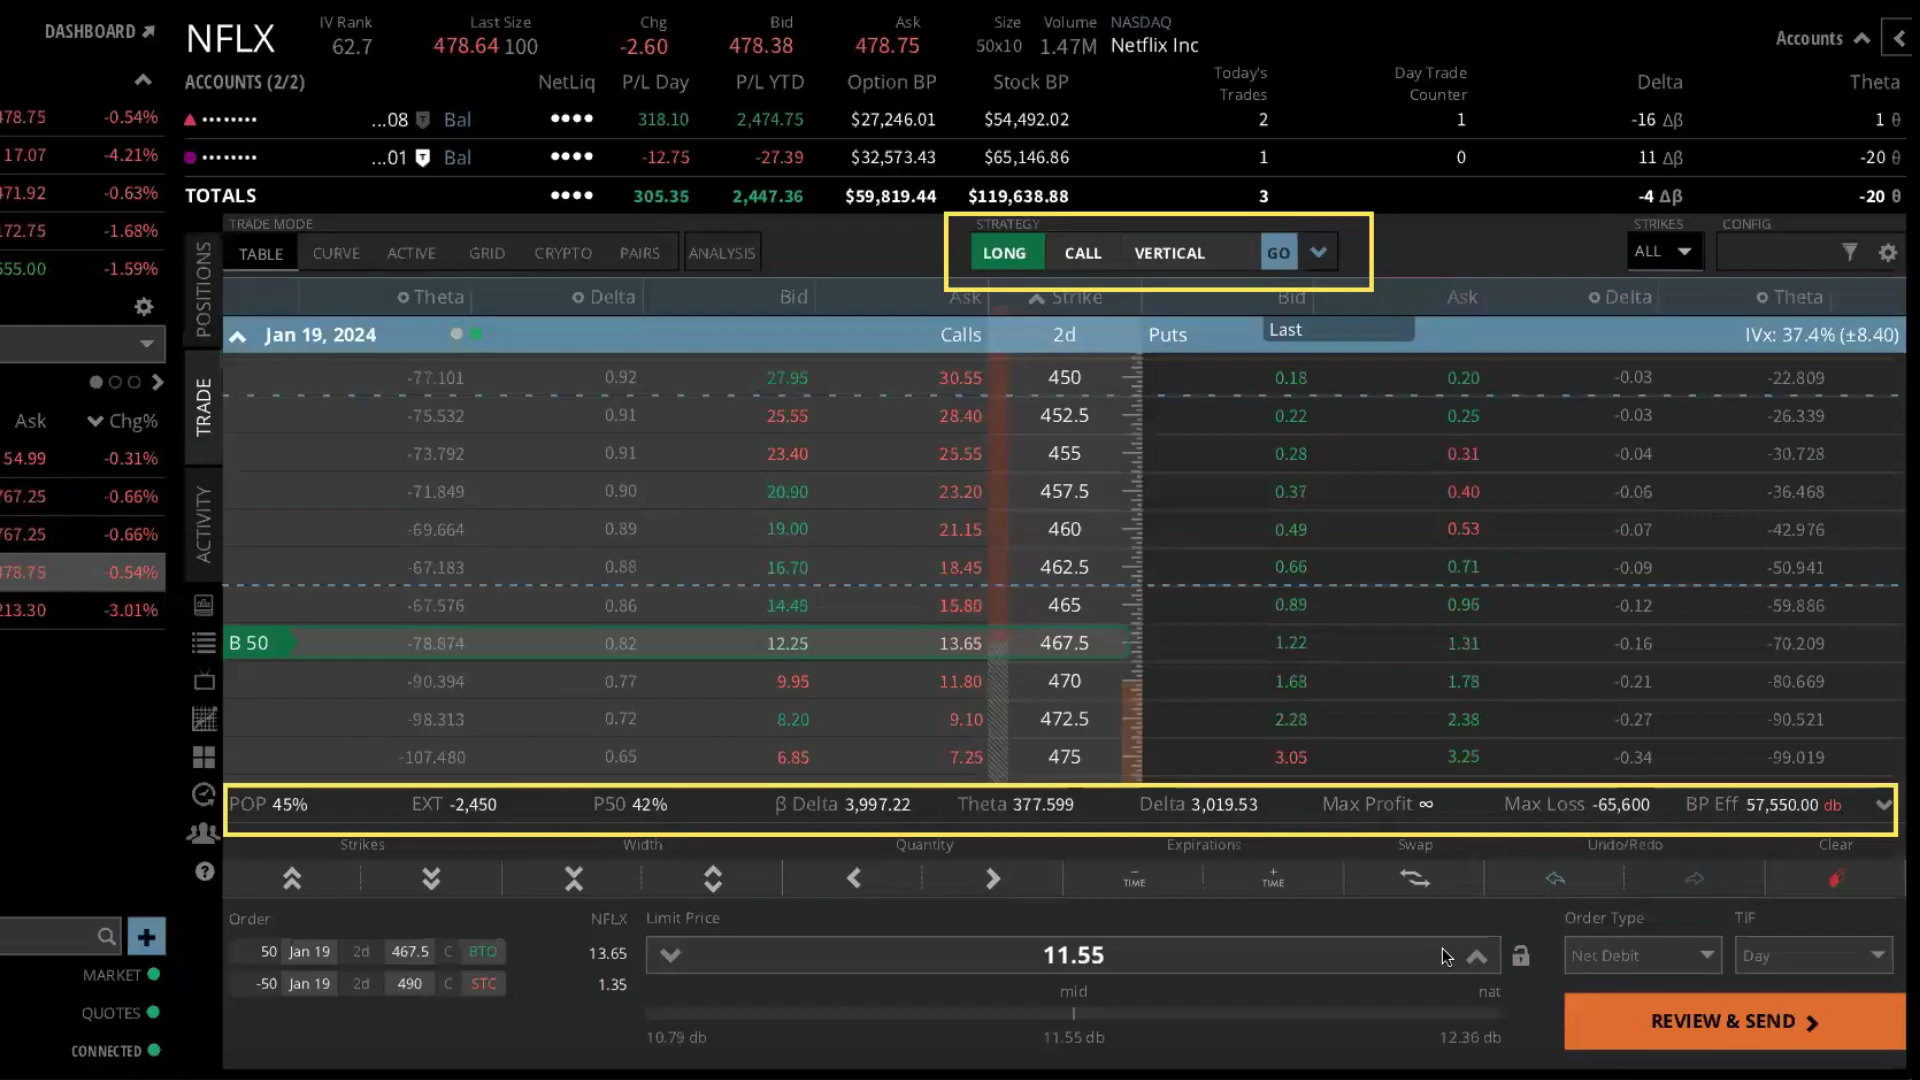 DASHBOARD
NFLX
IV Rank Last Size Chg Bid Ask Size Volume NASDAQ
62.7 478.64 100 -2.60 478.38 478.75 50x10 1.47M Netflix Inc
Accounts
ACCOUNTS (2/2) NetLiq P/L Day P/L YTD Option BP Stock BP Today's Trades Day Trade Counter Delta Theta
•••••••• ...08 Bal •••• 318.10 2,474.75 $27,246.01 $54,492.02 2 1 -16 Δβ 1 θ
•••••••• ...01 Bal •••• -12.75 -27.39 $32,573.43 $65,146.86 1 0 11 Δβ -20 θ
TOTALS •••• 305.35 2,447.36 $59,819.44 $119,638.88 3 -4 Δβ -20 θ
478.75 -0.54%
17.07 -4.21%
471.92 -0.63%
172.75 -1.68%
555.00 -1.59%
Ask Chg%
54.99 -0.31%
767.25 -0.66%
767.25 -0.66%
478.75 -0.54%
213.30 -3.01%
MARKET
QUOTES
CONNECTED
POSITIONS
TRADE
ACTIVITY
TRADE MODE STRATEGY STRIKES CONFIG
TABLE CURVE ACTIVE GRID CRYPTO PAIRS ANALYSIS LONG CALL VERTICAL GO ALL
Theta Delta Bid Ask Strike Bid Ask Delta Theta
Jan 19, 2024 Calls 2d Puts Last IVx: 37.4% (±8.40)
-77.101 0.92 27.95 30.55 450 0.18 0.20 -0.03 -22.809
-75.532 0.91 25.55 28.40 452.5 0.22 0.25 -0.03 -26.339
-73.792 0.91 23.40 25.55 455 0.28 0.31 -0.04 -30.728
-71.849 0.90 20.90 23.20 457.5 0.37 0.40 -0.06 -36.468
-69.664 0.89 19.00 21.15 460 0.49 0.53 -0.07 -42.976
-67.183 0.88 16.70 18.45 462.5 0.66 0.71 -0.09 -50.941
-67.576 0.86 15.80 465 0.89 0.96 -0.12 -59.886
B 50 -78.874 0.82 12.25 13.65 467.5 1.22 1.31 -0.16 -70.209
-90.394 0.77 9.95 11.80 470 1.68 1.78 -0.21 -80.669
-98.313 0.72 8.20 9.10 472.5 2.28 2.38 -0.27 -90.521
-107.480 0.65 6.85 7.25 475 3.05 3.25 -0.34 -99.019
POP 45% EXT -2,450 P50 42% β Delta 3,997.22 Theta 377.599 Delta 3,019.53 Max Profit ∞ Max Loss -65,600 BP Eff 57,550.00 db
Strikes Width Quantity Expirations Swap Undo/Redo Clear
- TIME + TIME
Order NFLX Limit Price Order Type TIF
50 Jan 19 2d 467.5 C BTO 13.65 11.55 Net Debit Day
-50 Jan 19 2d 490 C STC 1.35
mid nat
10.79 db 11.55 db 12.36 db
REVIEW & SEND